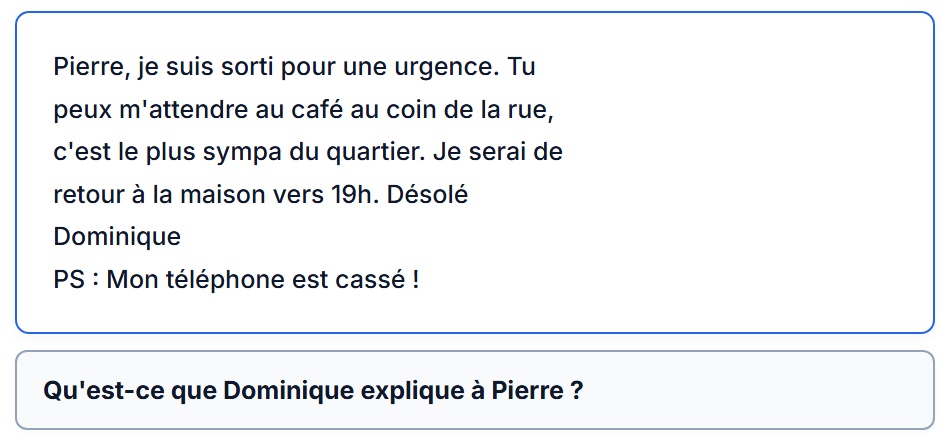 Pierre, je suis sorti pour une urgence. Tu
peux m'attendre au café au coin de la rue,
c'est le plus sympa du quartier. Je serai de
retour à la maison vers 19h. Désolé
Dominique
PS : Mon téléphone est cassé !
Qu'est-ce que Dominique explique à Pierre ?